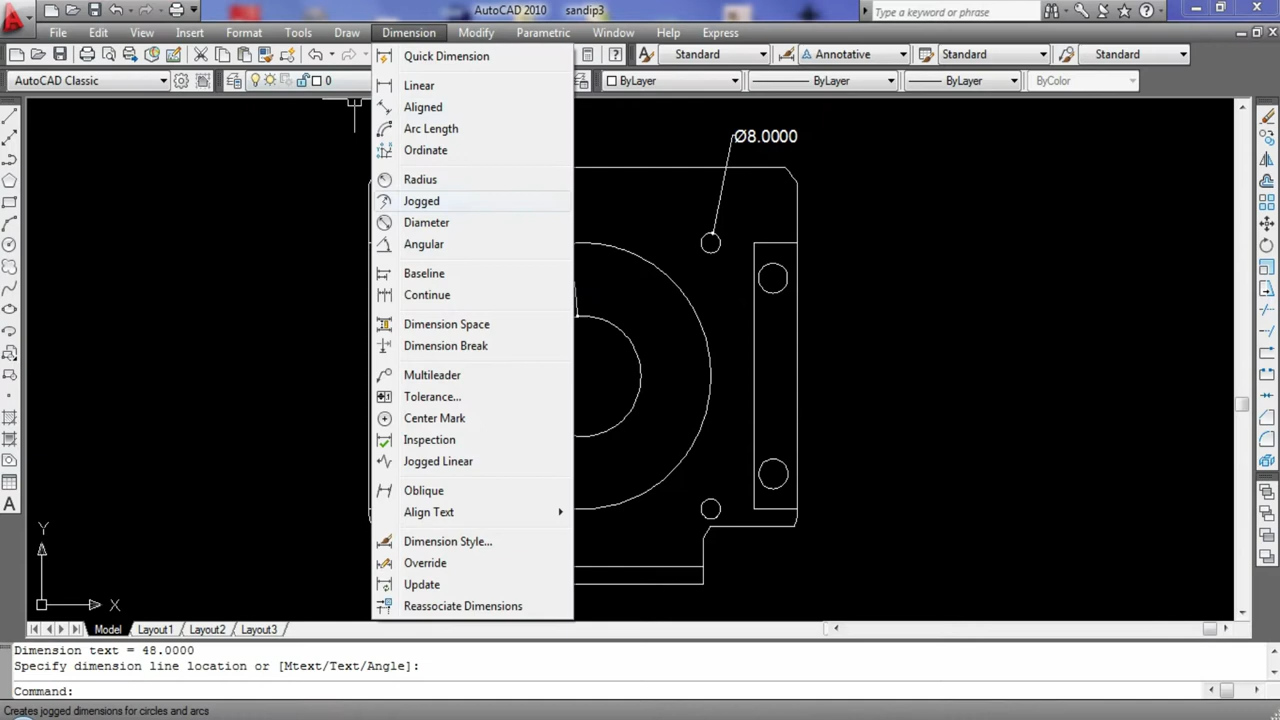 AutoCAD 2010 sandip3
Type a keyword or phrase
File Edit View Insert Format Tools Draw Dimension Modify Parametric Window Help Express
Standard Annotative Standard Standard
AutoCAD Classic 0 ByLayer ByLayer ByLayer ByColor
Quick Dimension
Linear
Aligned
Arc Length
Ordinate
Radius
Jogged
Diameter
Angular
Baseline
Continue
Dimension Space
Dimension Break
Multileader
Tolerance...
Center Mark
Inspection
Jogged Linear
Oblique
Align Text
Dimension Style...
Override
Update
Reassociate Dimensions
Ø8.0000
Y
X
A
Model Layout1 Layout2 Layout3
Dimension text = 48.0000
Specify dimension line location or [Mtext/Text/Angle]:
Command:
Creates jogged dimensions for circles and arcs